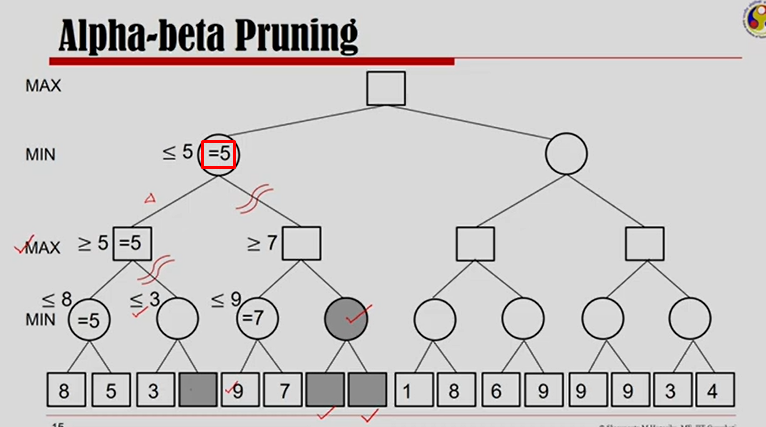 Alpha-beta Pruning
MAX
MIN ≤ 5 =5
MAX ≥ 5 =5 ≥ 7
≤ 8 ≤ 3 ≤ 9
MIN =5 =7
8 5 3 9 7 1 8 6 9 9 9 3 4
15